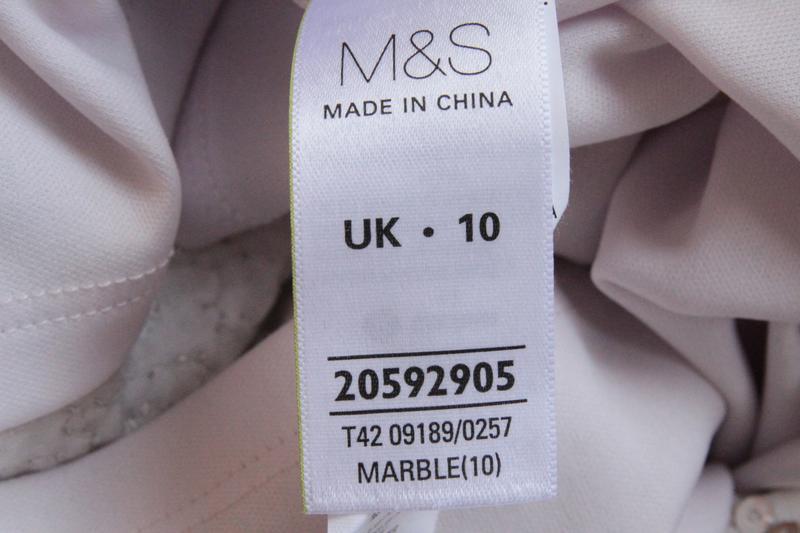 M&S
MADE IN CHINA
UK • 10
20592905
T42 09189/0257
MARBLE(10)